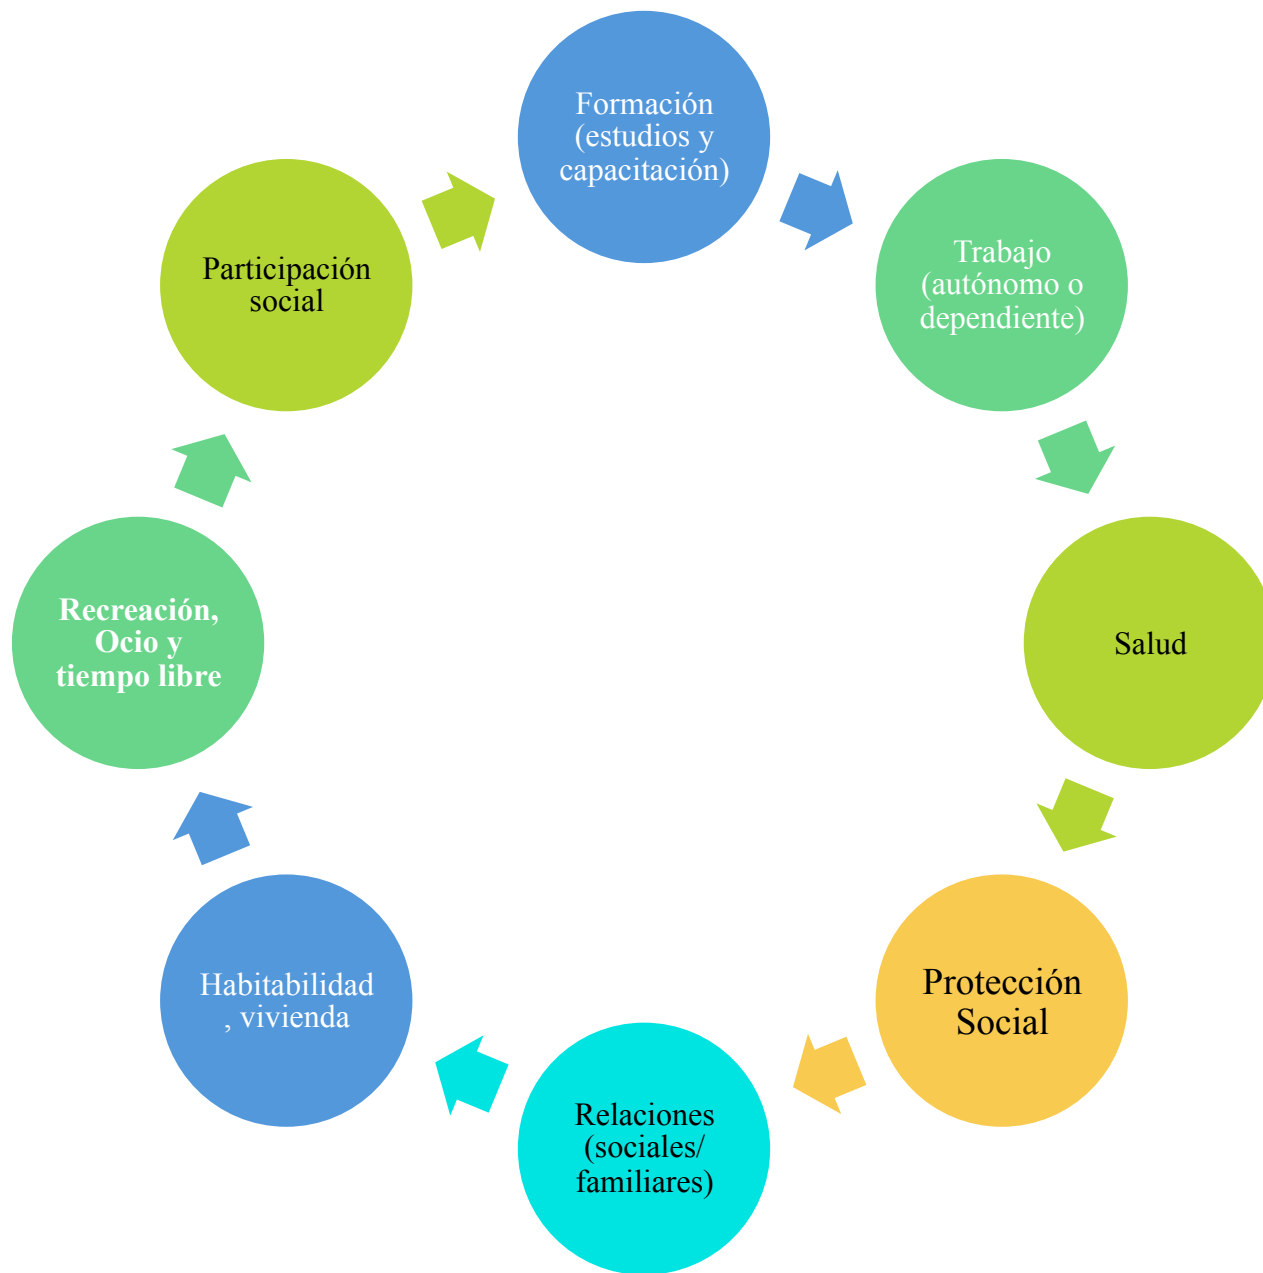 Formación
(estudios y
capacitación)
Trabajo
(autónomo o
dependiente)
Salud
Protección
Social
Relaciones
(sociales/
familiares)
Habitabilidad
, vivienda
Recreación,
Ocio y
tiempo libre
Participación
social